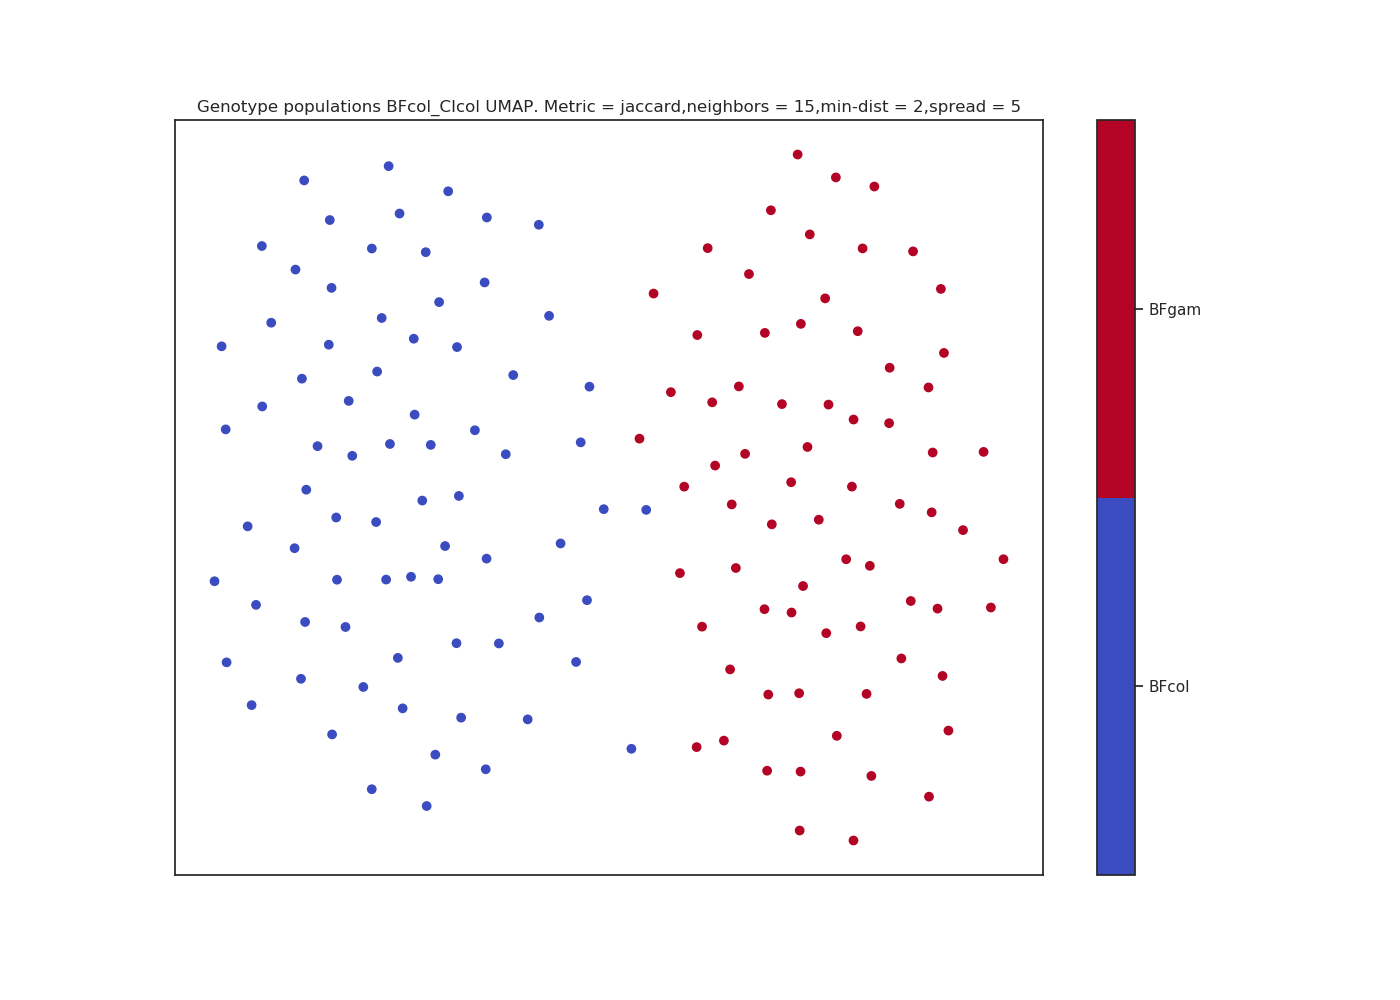 Genotype populations BFcol_CIcol UMAP. Metric = jaccard,neighbors = 15,min-dist = 2,spread = 5
BFgam
BFcol